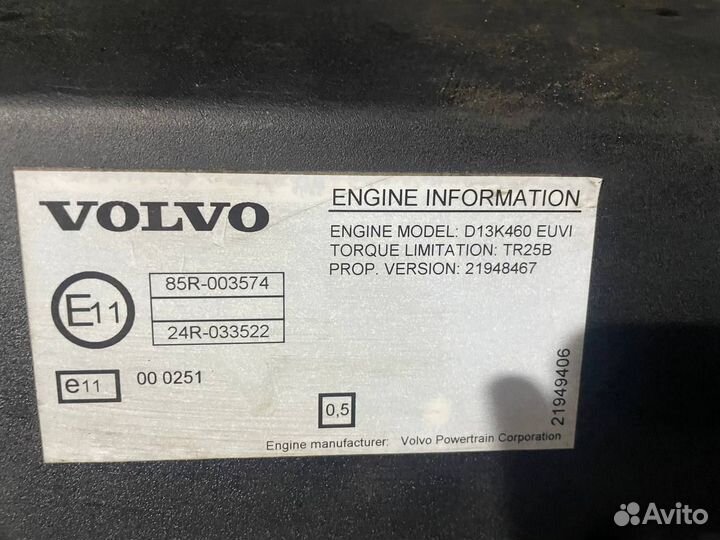 VOLVO
ENGINE INFORMATION
ENGINE MODEL: D13K460 EUVI
TORQUE LIMITATION: TR25B
PROP. VERSION: 21948467
E11
85R-003574
24R-033522
e11
00 0251
0,5
21949406
Engine manufacturer: Volvo Powertrain Corporation
Avito